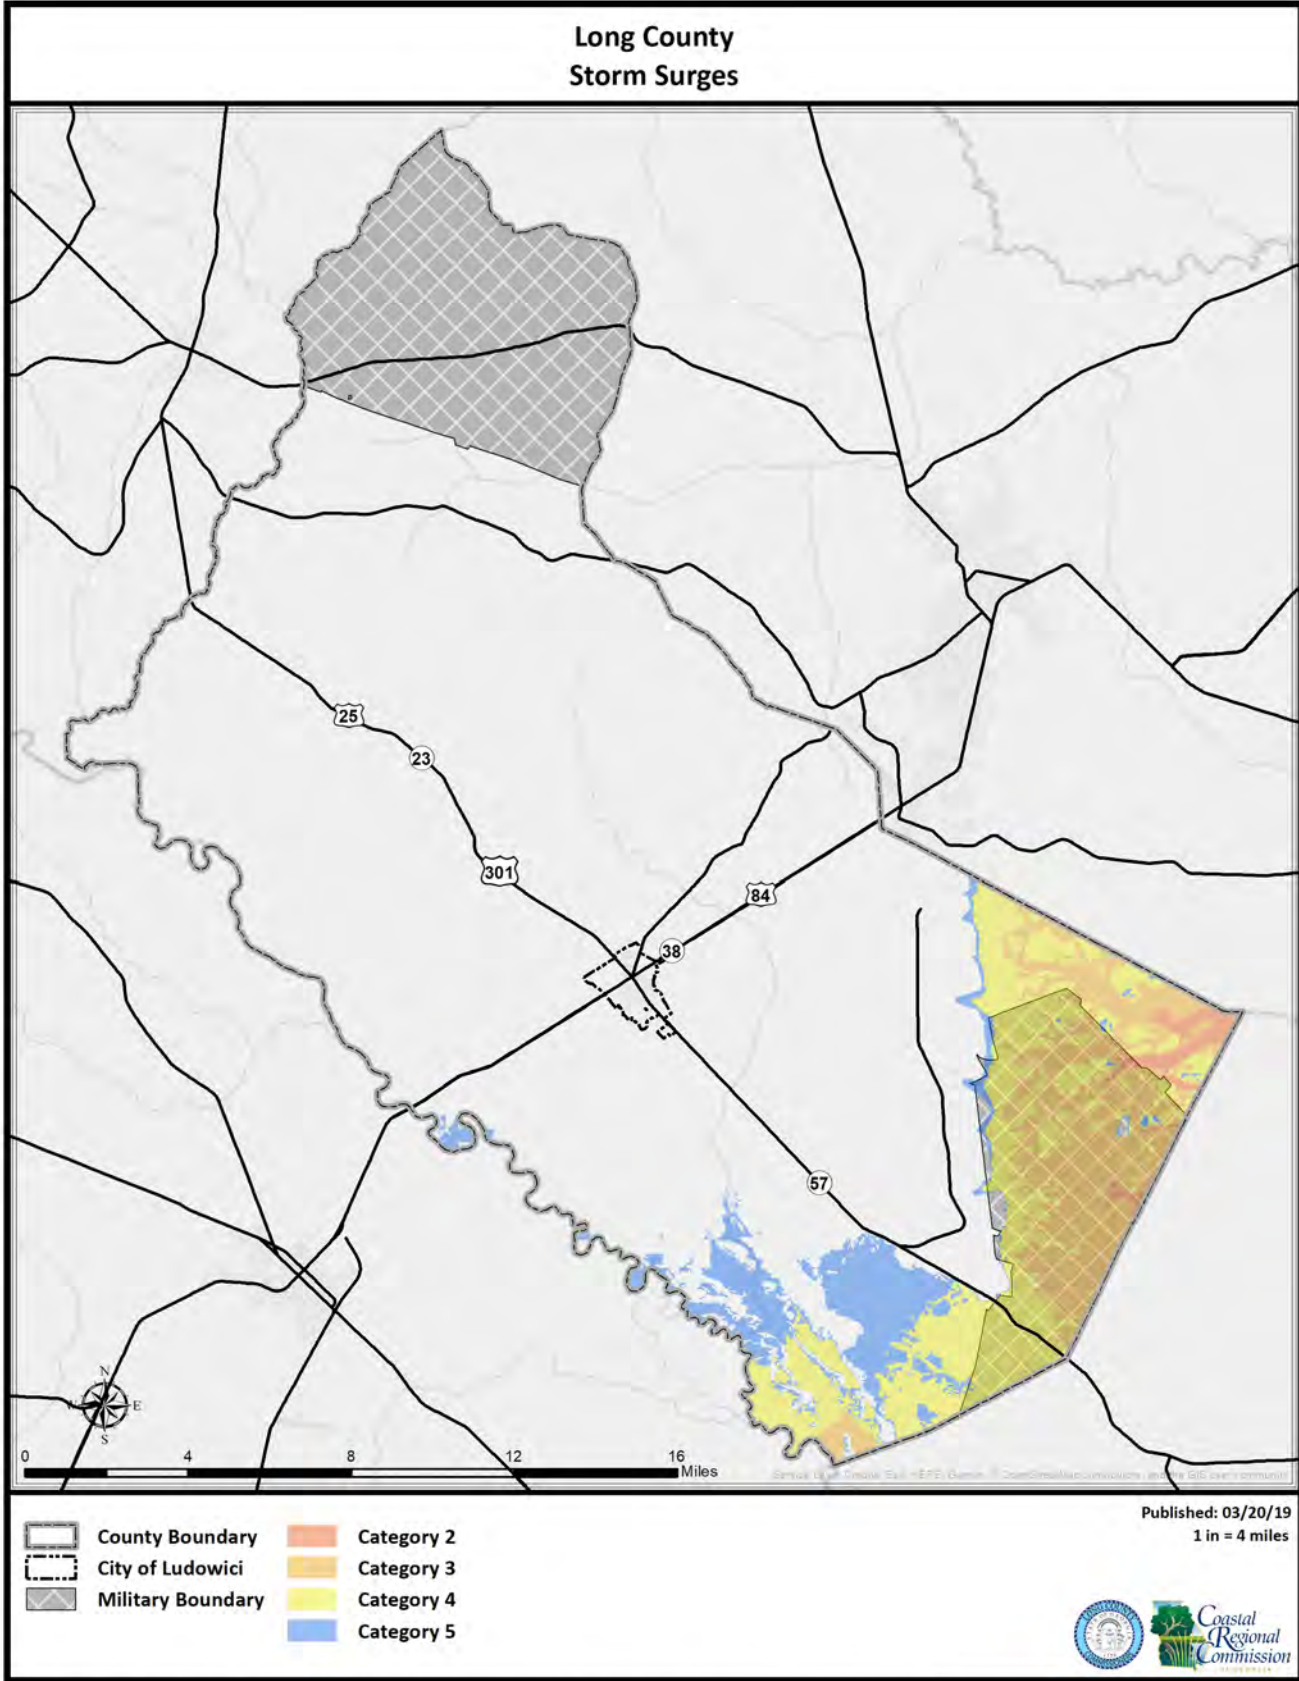 Long County
Storm Surges
25
23
301
84
38
57
N
E
S
0 4 8 12 16
Miles
Published: 03/20/19
1 in = 4 miles
County Boundary
City of Ludowici
Military Boundary
Category 2
Category 3
Category 4
Category 5
Coastal
Regional
Commission